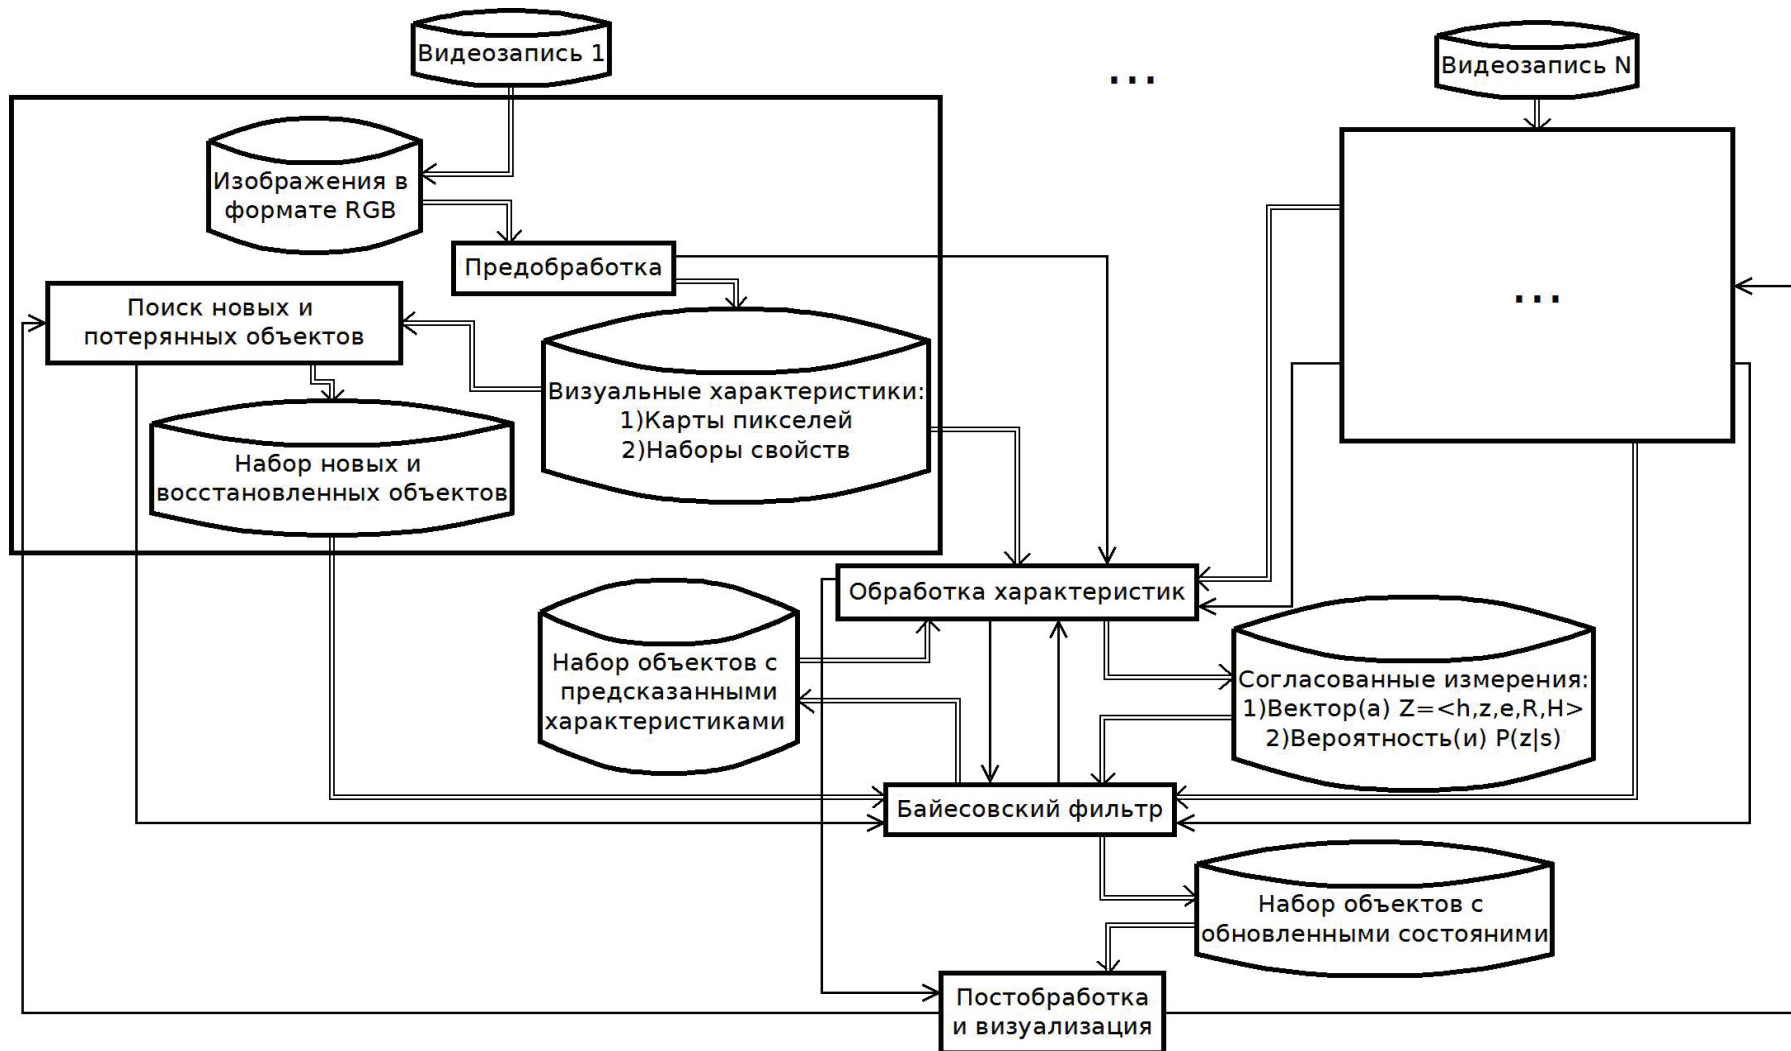 Видеозапись 1
...
Видеозапись N
Изображения в
формате RGB
Предобработка
...
Поиск новых и
потерянных объектов
Визуальные характеристики:
1)Карты пикселей
2)Наборы свойств
Набор новых и
восстановленных объектов
Обработка характеристик
Набор объектов с
предсказанными
характеристиками
Согласованные измерения:
1)Вектор(а) Z=<h,z,e,R,H>
2)Вероятность(и) P(z|s)
Байесовский фильтр
Набор объектов с
обновленными состояними
Постобработка
и визуализация